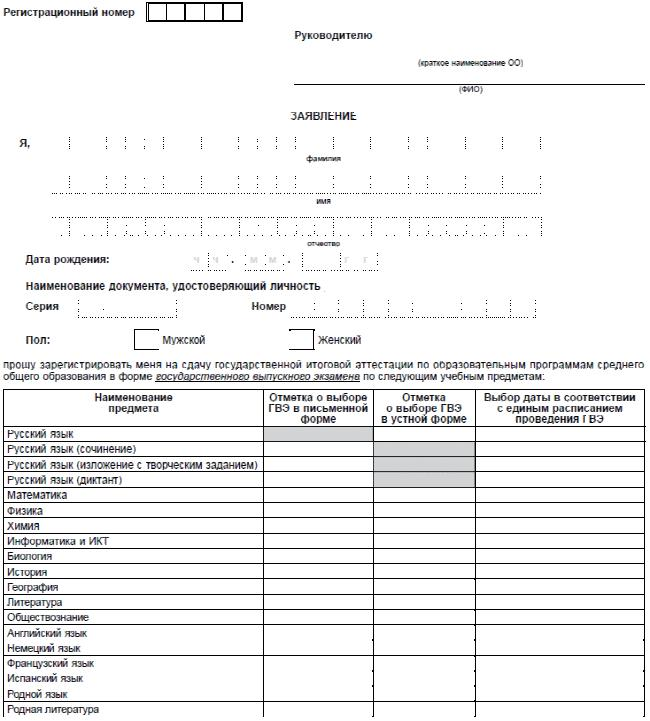 Регистрационный номер
Руководителю
(краткое наименование ОО)
(ФИО)
ЗАЯВЛЕНИЕ
Я,
фамилия
имя
отчество
Дата рождения: ч ч . м м . г г
Наименование документа, удостоверяющий личность
Серия Номер
Пол: Мужской Женский
прошу зарегистрировать меня на сдачу государственной итоговой аттестации по образовательным программам среднего
общего образования в форме государственного выпускного экзамена по следующим учебным предметам:
Наименование предмета
Отметка о выборе ГВЭ в письменной форме
Отметка о выборе ГВЭ в устной форме
Выбор даты в соответствии с единым расписанием проведения ГВЭ
Русский язык
Русский язык (сочинение)
Русский язык (изложение с творческим заданием)
Русский язык (диктант)
Математика
Физика
Химия
Информатика и ИКТ
Биология
История
География
Литература
Обществознание
Английский язык
Немецкий язык
Французский язык
Испанский язык
Родной язык
Родная литература